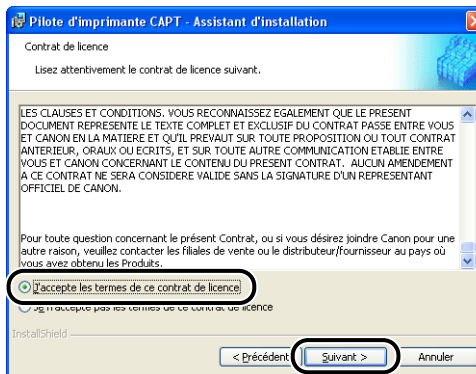 Pilote d'imprimante CAPT - Assistant d'installation
Contrat de licence
Lisez attentivement le contrat de licence suivant.
LES CLAUSES ET CONDITIONS. VOUS RECONNAISSEZ EGALEMENT QUE LE PRESENT
DOCUMENT REPRESENTE LE TEXTE COMPLET ET EXCLUSIF DU CONTRAT PASSE ENTRE VOUS
ET CANON EN LA MATIERE ET QU'IL PREVAUT SUR TOUTE PROPOSITION OU TOUT CONTRAT
ANTERIEUR, ORAUX OU ECRITS, ET SUR TOUTE AUTRE COMMUNICATION ETABLIE ENTRE
VOUS ET CANON CONCERNANT LE CONTENU DU PRESENT CONTRAT. AUCUN AMENDEMENT
A CE CONTRAT NE SERA CONSIDERE VALIDE SANS LA SIGNATURE D'UN REPRESENTANT
OFFICIEL DE CANON.
Pour toute question concernant le présent Contrat, ou si vous désirez joindre Canon pour une
autre raison, veuillez contacter les filiales de vente ou le distributeur/fournisseur au pays où
vous avez obtenu les Produits.
J'accepte les termes de ce contrat de licence
Je n'accepte pas les termes de ce contrat de licence
InstallShield
< Précédent
Suivant >
Annuler